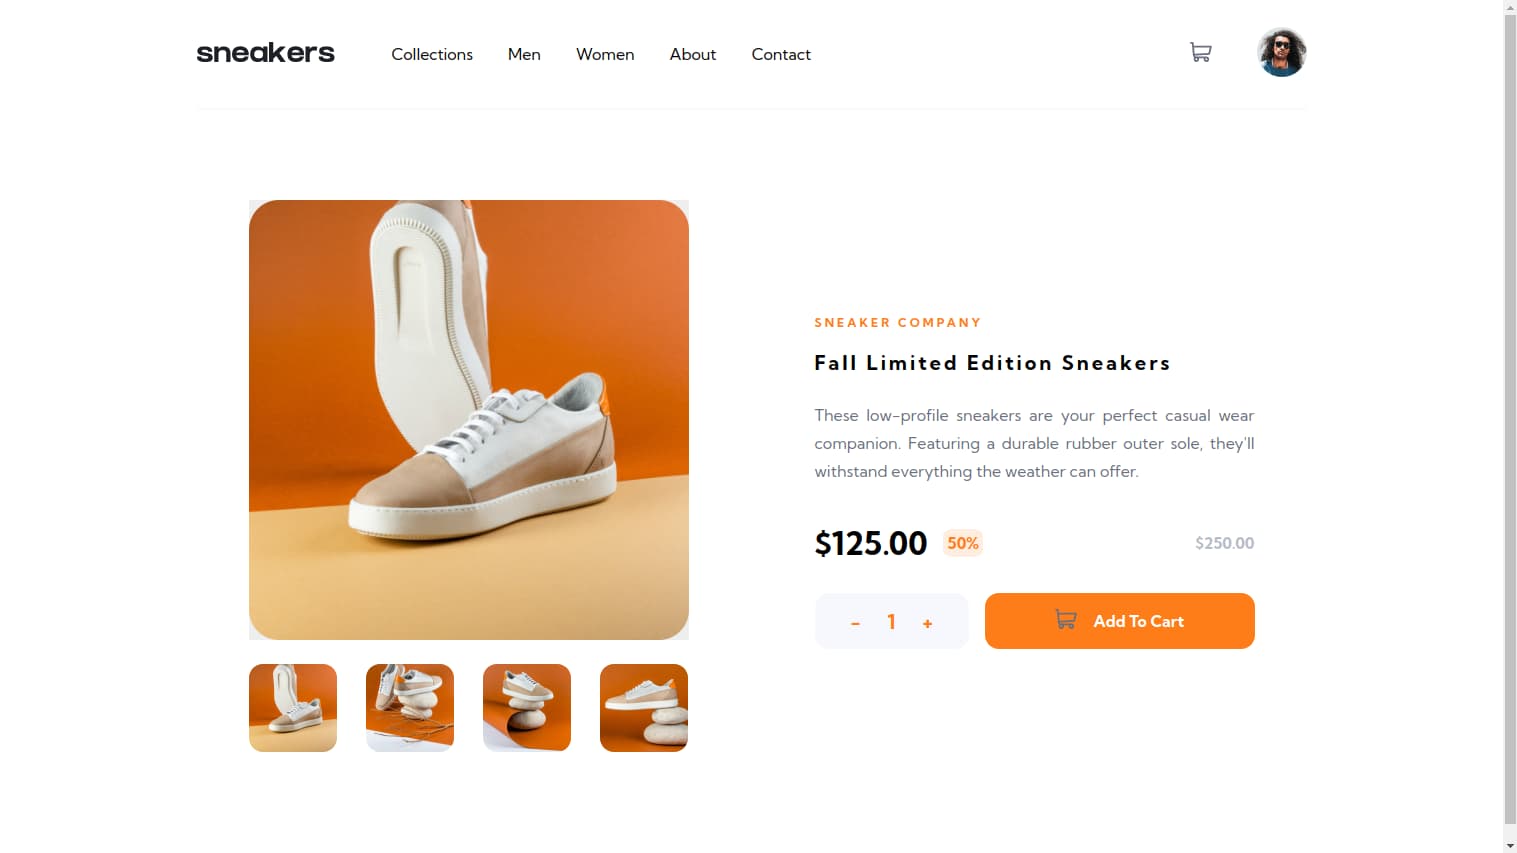 sneakers
Collections Men Women About Contact
SNEAKER COMPANY
Fall Limited Edition Sneakers
These low-profile sneakers are your perfect casual wear
companion. Featuring a durable rubber outer sole, they'll
withstand everything the weather can offer.
$125.00 50% $250.00
- 1 + Add To Cart